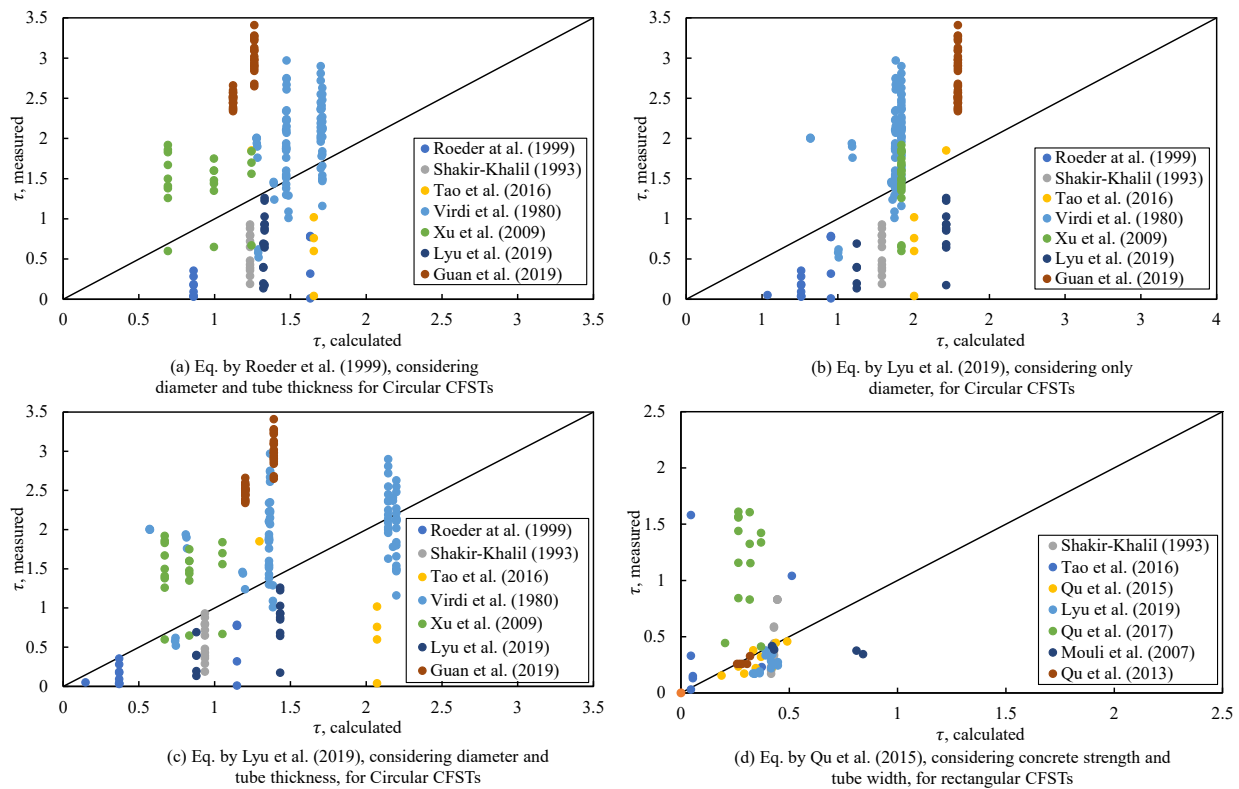 3.5
3
2.5
2
1.5
1
0.5
0
τ, measured
0 0.5 1 1.5 2 2.5 3 3.5
τ, calculated
Roeder at al. (1999)
Shakir-Khalil (1993)
Tao et al. (2016)
Virdi et al. (1980)
Xu et al. (2009)
Lyu et al. (2019)
Guan et al. (2019)
(a) Eq. by Roeder et al. (1999), considering
diameter and tube thickness for Circular CFSTs
3.5
3
2.5
2
1.5
1
0.5
0
τ, measured
0 1 1 2 2 3 3 4
τ, calculated
Roeder at al. (1999)
Shakir-Khalil (1993)
Tao et al. (2016)
Virdi et al. (1980)
Xu et al. (2009)
Lyu et al. (2019)
Guan et al. (2019)
(b) Eq. by Lyu et al. (2019), considering only
diameter, for Circular CFSTs
3.5
3
2.5
2
1.5
1
0.5
0
τ, measured
0 0.5 1 1.5 2 2.5 3 3.5
τ, calculated
Roeder at al. (1999)
Shakir-Khalil (1993)
Tao et al. (2016)
Virdi et al. (1980)
Xu et al. (2009)
Lyu et al. (2019)
Guan et al. (2019)
(c) Eq. by Lyu et al. (2019), considering diameter and
tube thickness, for Circular CFSTs
2.5
2
1.5
1
0.5
0
τ, measured
0 0.5 1 1.5 2 2.5
τ, calculated
Shakir-Khalil (1993)
Tao et al. (2016)
Qu et al. (2015)
Lyu et al. (2019)
Qu et al. (2017)
Mouli et al. (2007)
Qu et al. (2013)
(d) Eq. by Qu et al. (2015), considering concrete strength and
tube width, for rectangular CFSTs